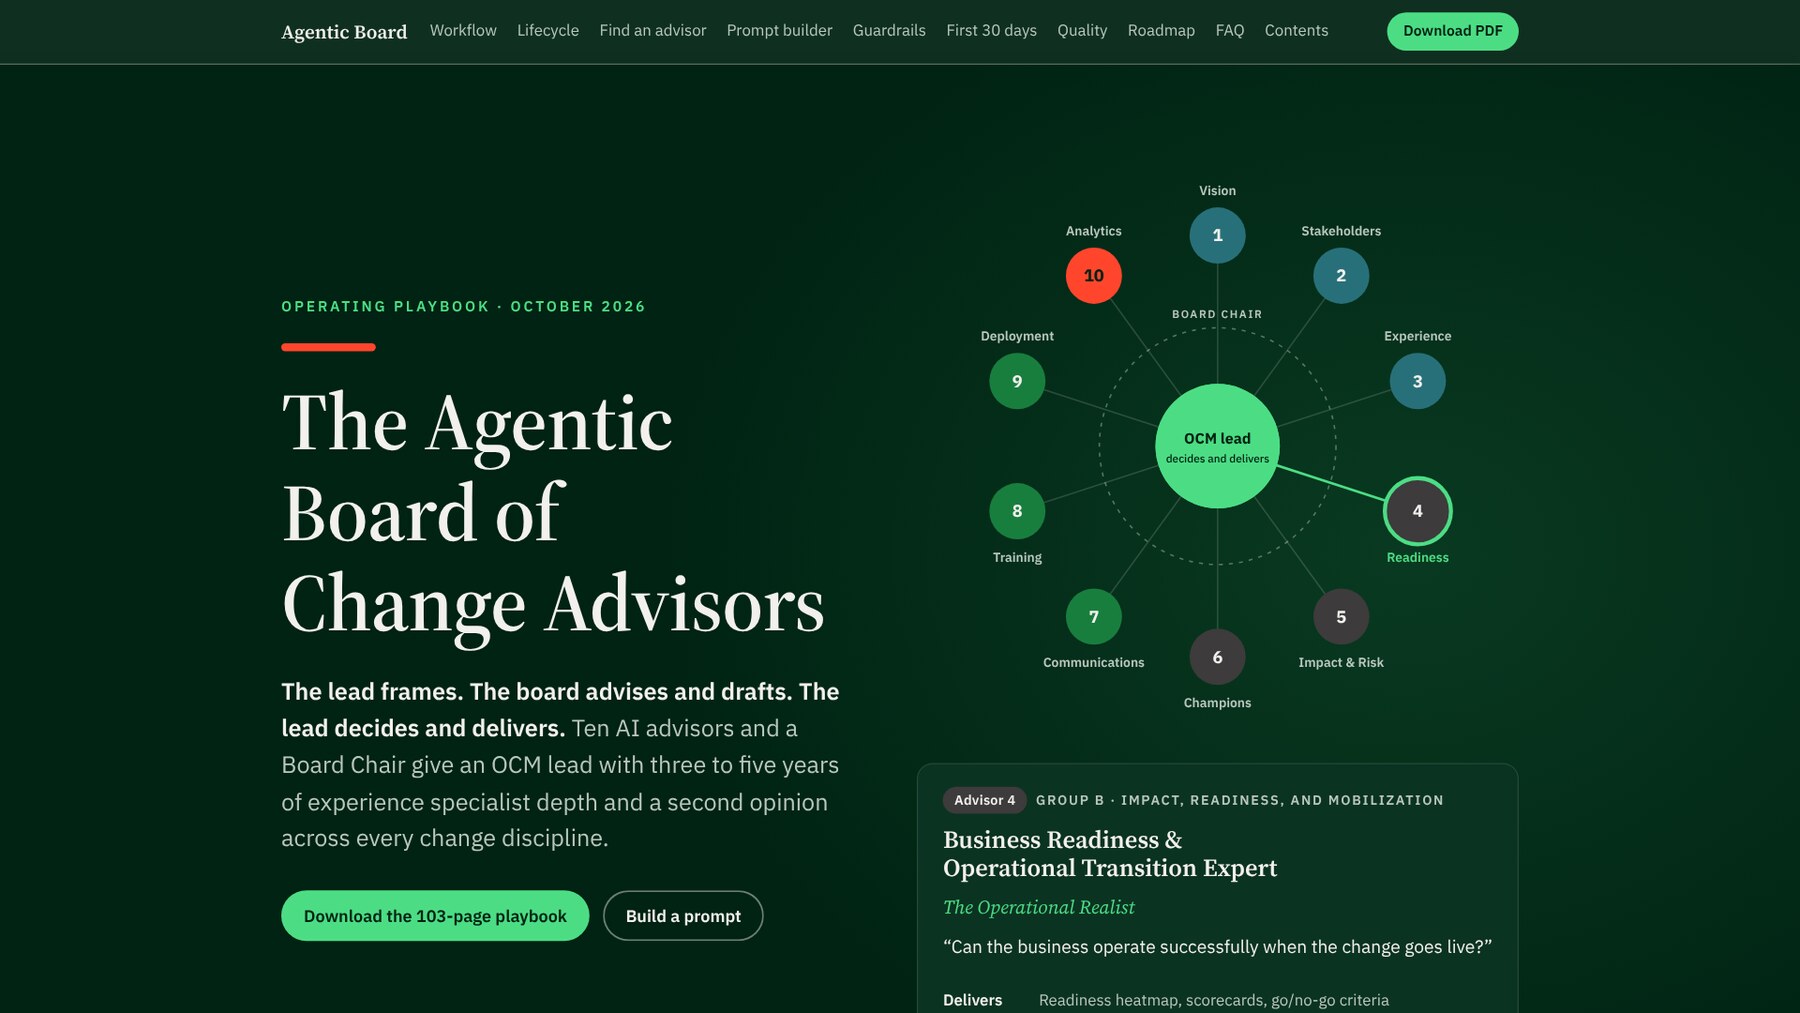 Agentic Board
Workflow
Lifecycle
Find an advisor
Prompt builder
Guardrails
First 30 days
Quality
Roadmap
FAQ
Contents
Download PDF
OPERATING PLAYBOOK · OCTOBER 2026
The Agentic
Board of
Change Advisors
The lead frames. The board advises and drafts. The
lead decides and delivers. Ten AI advisors and a
Board Chair give an OCM lead with three to five years
of experience specialist depth and a second opinion
across every change discipline.
Download the 103-page playbook
Build a prompt
Vision
1
Stakeholders
2
Experience
3
4
Readiness
5
Impact & Risk
6
Champions
7
Communications
8
Training
Deployment
9
Analytics
10
BOARD CHAIR
OCM lead
decides and delivers
Advisor 4
GROUP B · IMPACT, READINESS, AND MOBILIZATION
Business Readiness &
Operational Transition Expert
The Operational Realist
“Can the business operate successfully when the change goes live?”
Delivers
Readiness heatmap, scorecards, go/no-go criteria